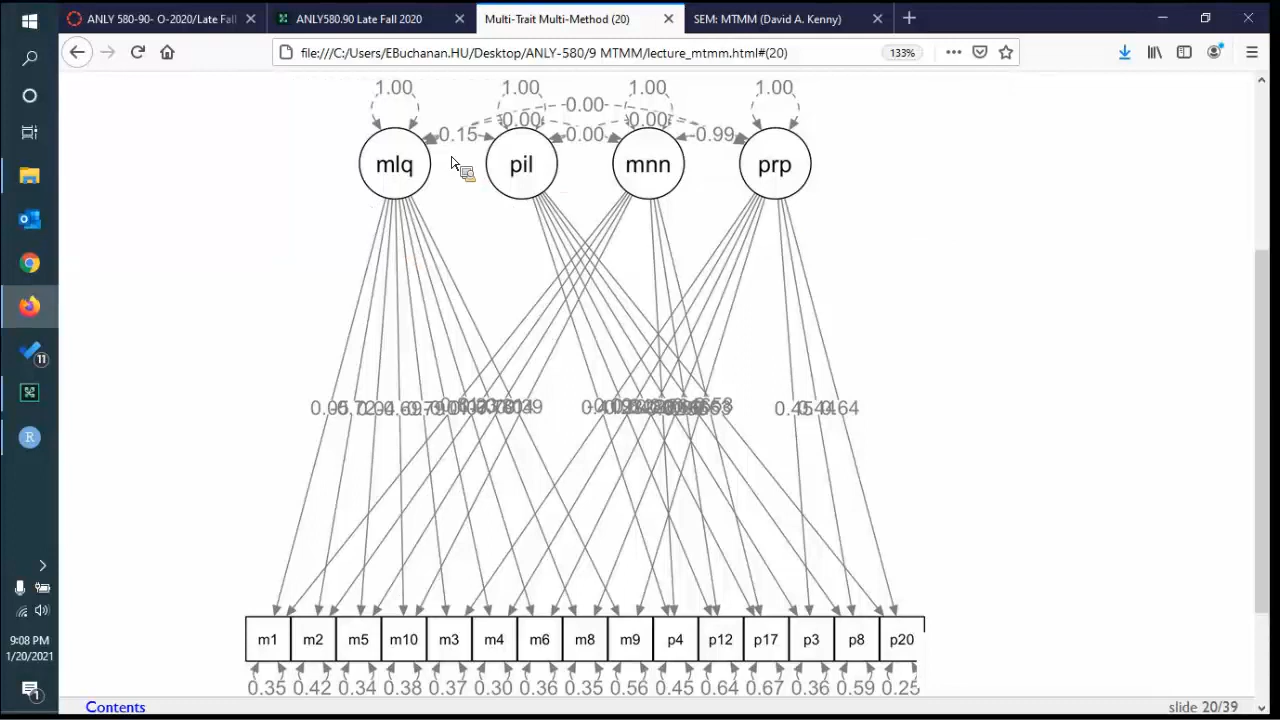 ANLY 580-90- O-2020/Late Fall
ANLY580.90 Late Fall 2020
Multi-Trait Multi-Method (20)
SEM: MTMM (David A. Kenny)
file:///C:/Users/EBuchanan.HU/Desktop/ANLY-580/9 MTMM/lecture_mtmm.html#(20)
133%
1.00 1.00 1.00 1.00
-0.00
0.00 0.00
0.15 0.00 -0.99
mlq pil mnn prp
m1 m2 m5 m10 m3 m4 m6 m8 m9 p4 p12 p17 p3 p8 p20
0.35 0.42 0.34 0.38 0.37 0.30 0.36 0.35 0.56 0.45 0.64 0.67 0.36 0.59 0.25
11
9:08 PM
1/20/2021
1
Contents
slide 20/39